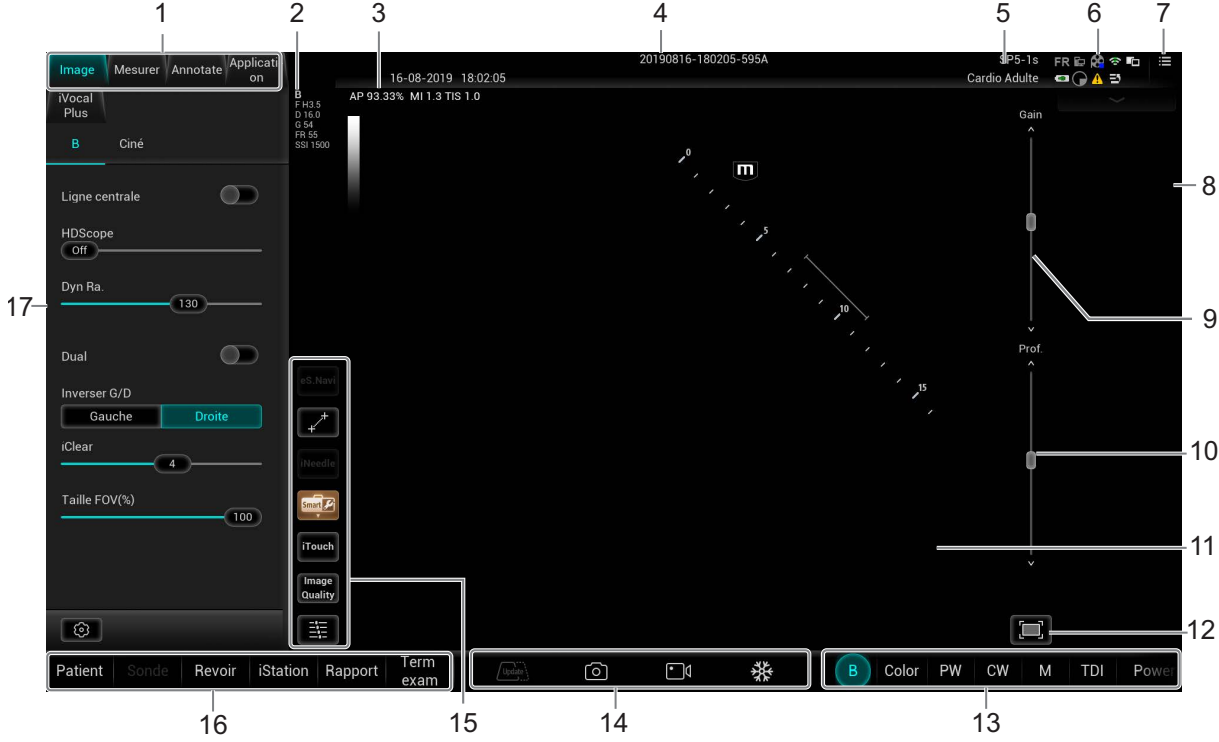 1 2 3 4 5 6 7
20190816-180205-595A
SP5-1s FR
16-08-2019 18:02:05
Cardio Adulte
Image Mesurer Annotate Applicati
on
iVocal
Plus
B Ciné
B
F H3.5
D 16.0
G 54
FR 55
SSI 1500
AP 93.33% MI 1.3 TIS 1.0
m
0
5
10
15
Gain
8
9
Prof.
10
11
12
Ligne centrale
HDScope
Off
Dyn Ra.
130
17
Dual
Inverser G/D
Gauche Droite
iClear
4
Taille FOV(%)
100
eS.Navi
iNeedle
Smart
iTouch
Image
Quality
Patient Sonde Revoir iStation Rapport Term
exam
Update
B Color PW CW M TDI Power
16 15 14 13